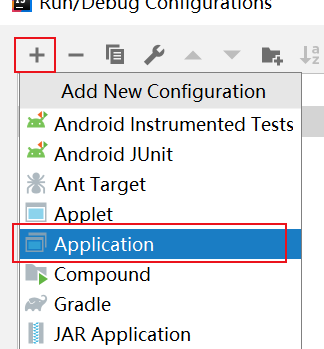 Run/Debug Configurations
Add New Configuration
Android Instrumented Tests
Android JUnit
Ant Target
Applet
Application
Compound
Gradle
JAR Application